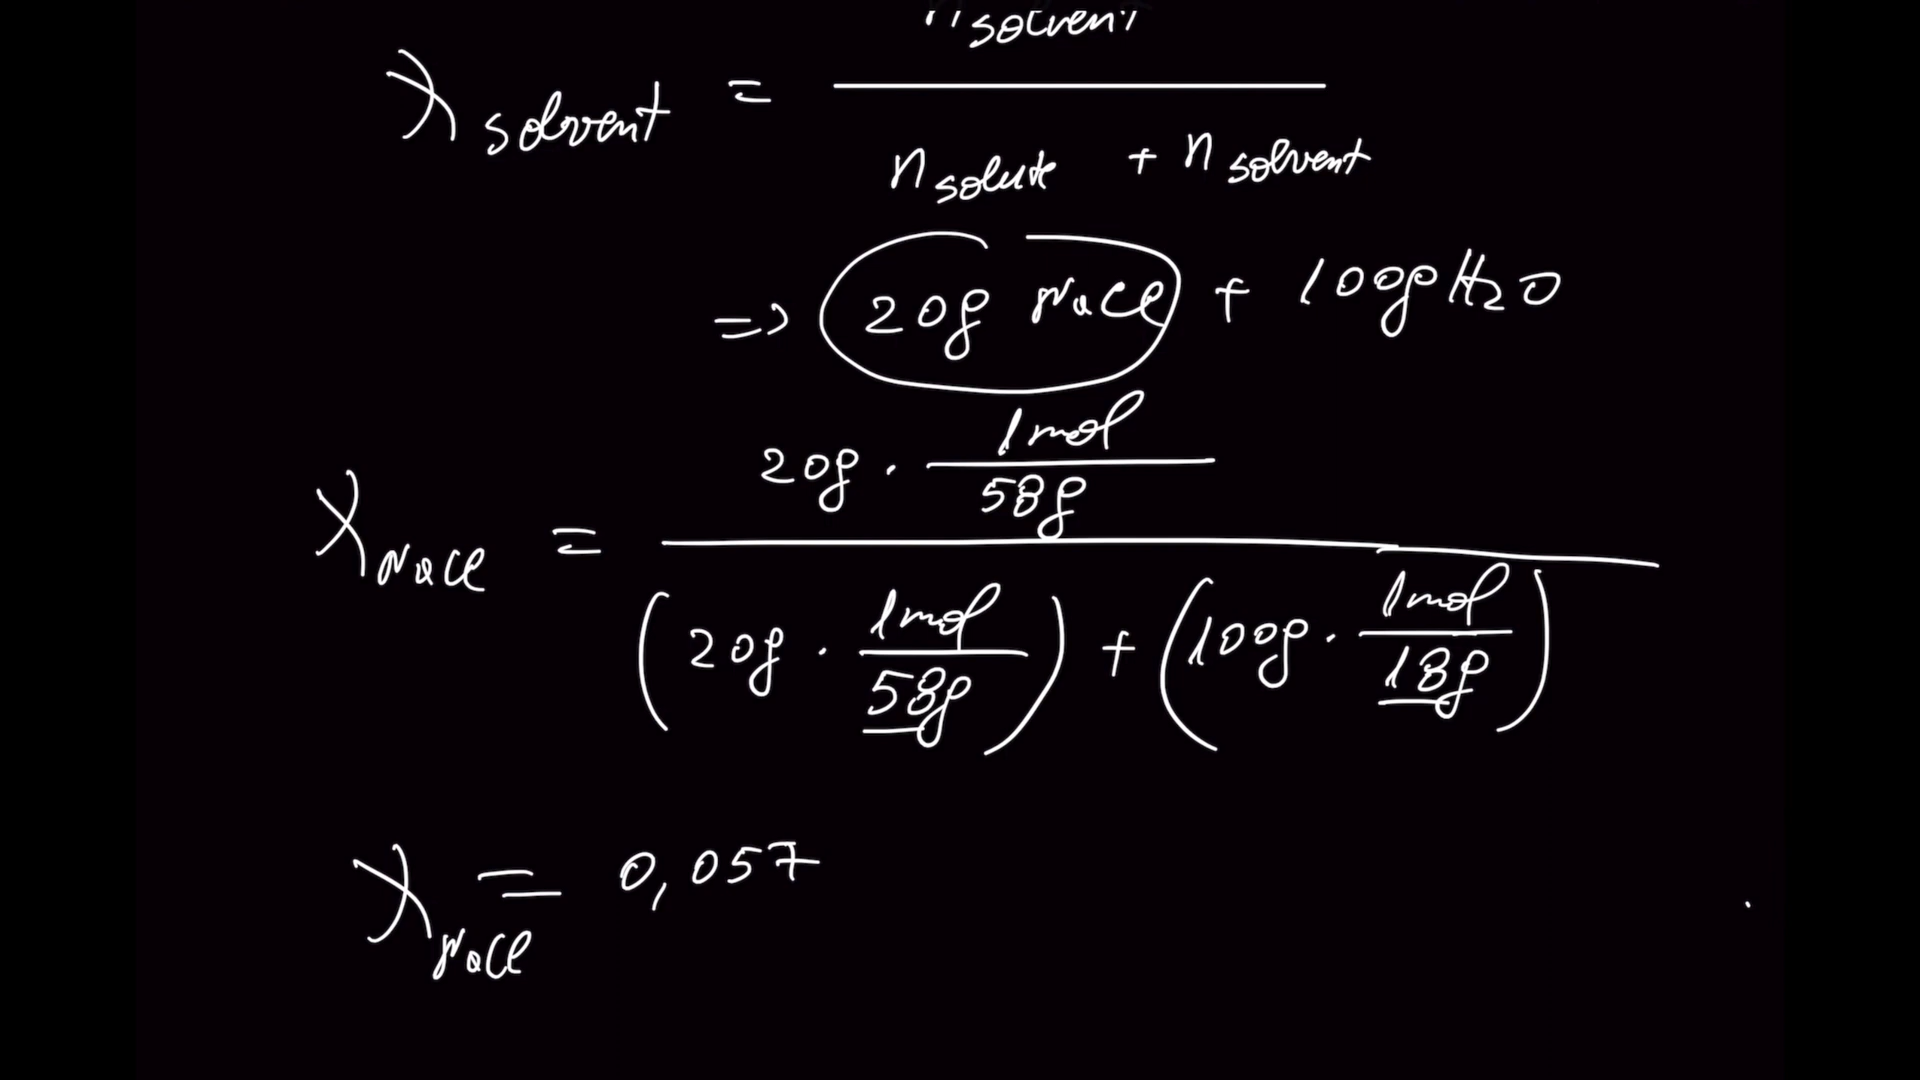 n solvent
X solvent = ―――
n solute + n solvent
=> 20g NaCl + 100g H2O
20g · 1mol / 58g
X NaCl = ―――
(20g · 1mol / 58g) + (100g · 1mol / 18g)
X NaCl = 0,057